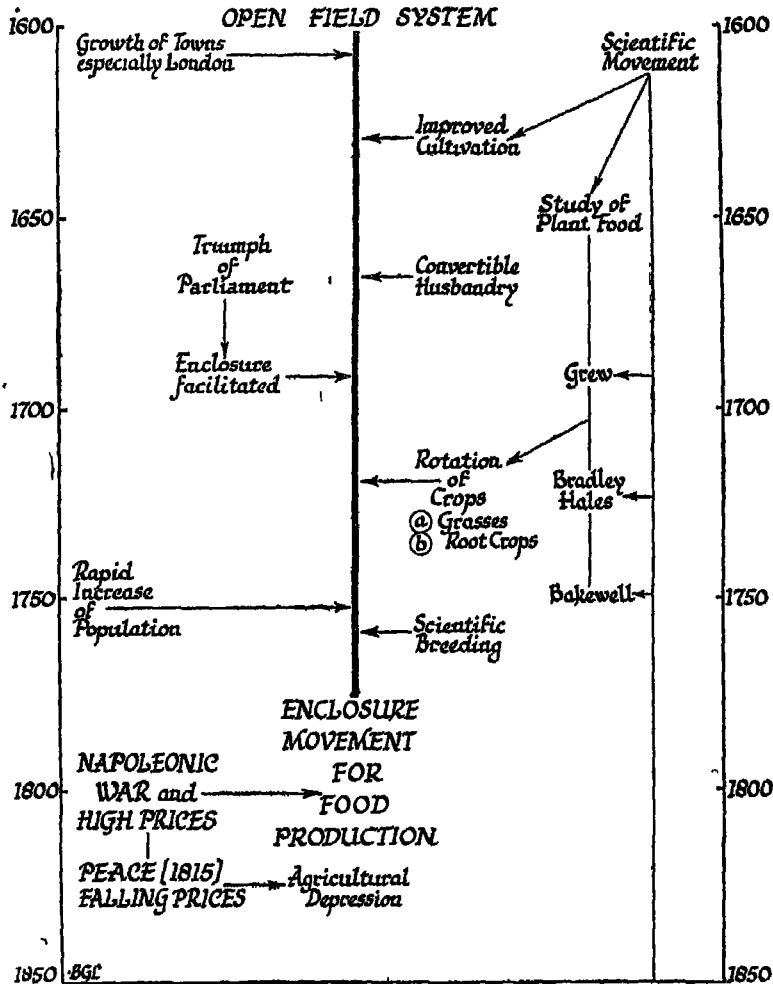 OPEN FIELD SYSTEM
1600
1600
Growth of Towns
especially London
Scientific
Movement
Improved
Cultivation
1650
1650
Study of
Plant Food
Triumph
of
Parliament
Convertible
Husbandry
Enclosure
facilitated
Grew
1700
1700
Rotation
of
Crops
(a) Grasses
(b) Root Crops
Bradley
Hales
Rapid
Increase
of
Population
1750
1750
Bakewell
Scientific
Breeding
ENCLOSURE
MOVEMENT
FOR
FOOD
PRODUCTION
NAPOLEONIC
WAR and
HIGH PRICES
1800
1800
PEACE [1815]
FALLING PRICES
Agricultural
Depression
1850
BGL
1850